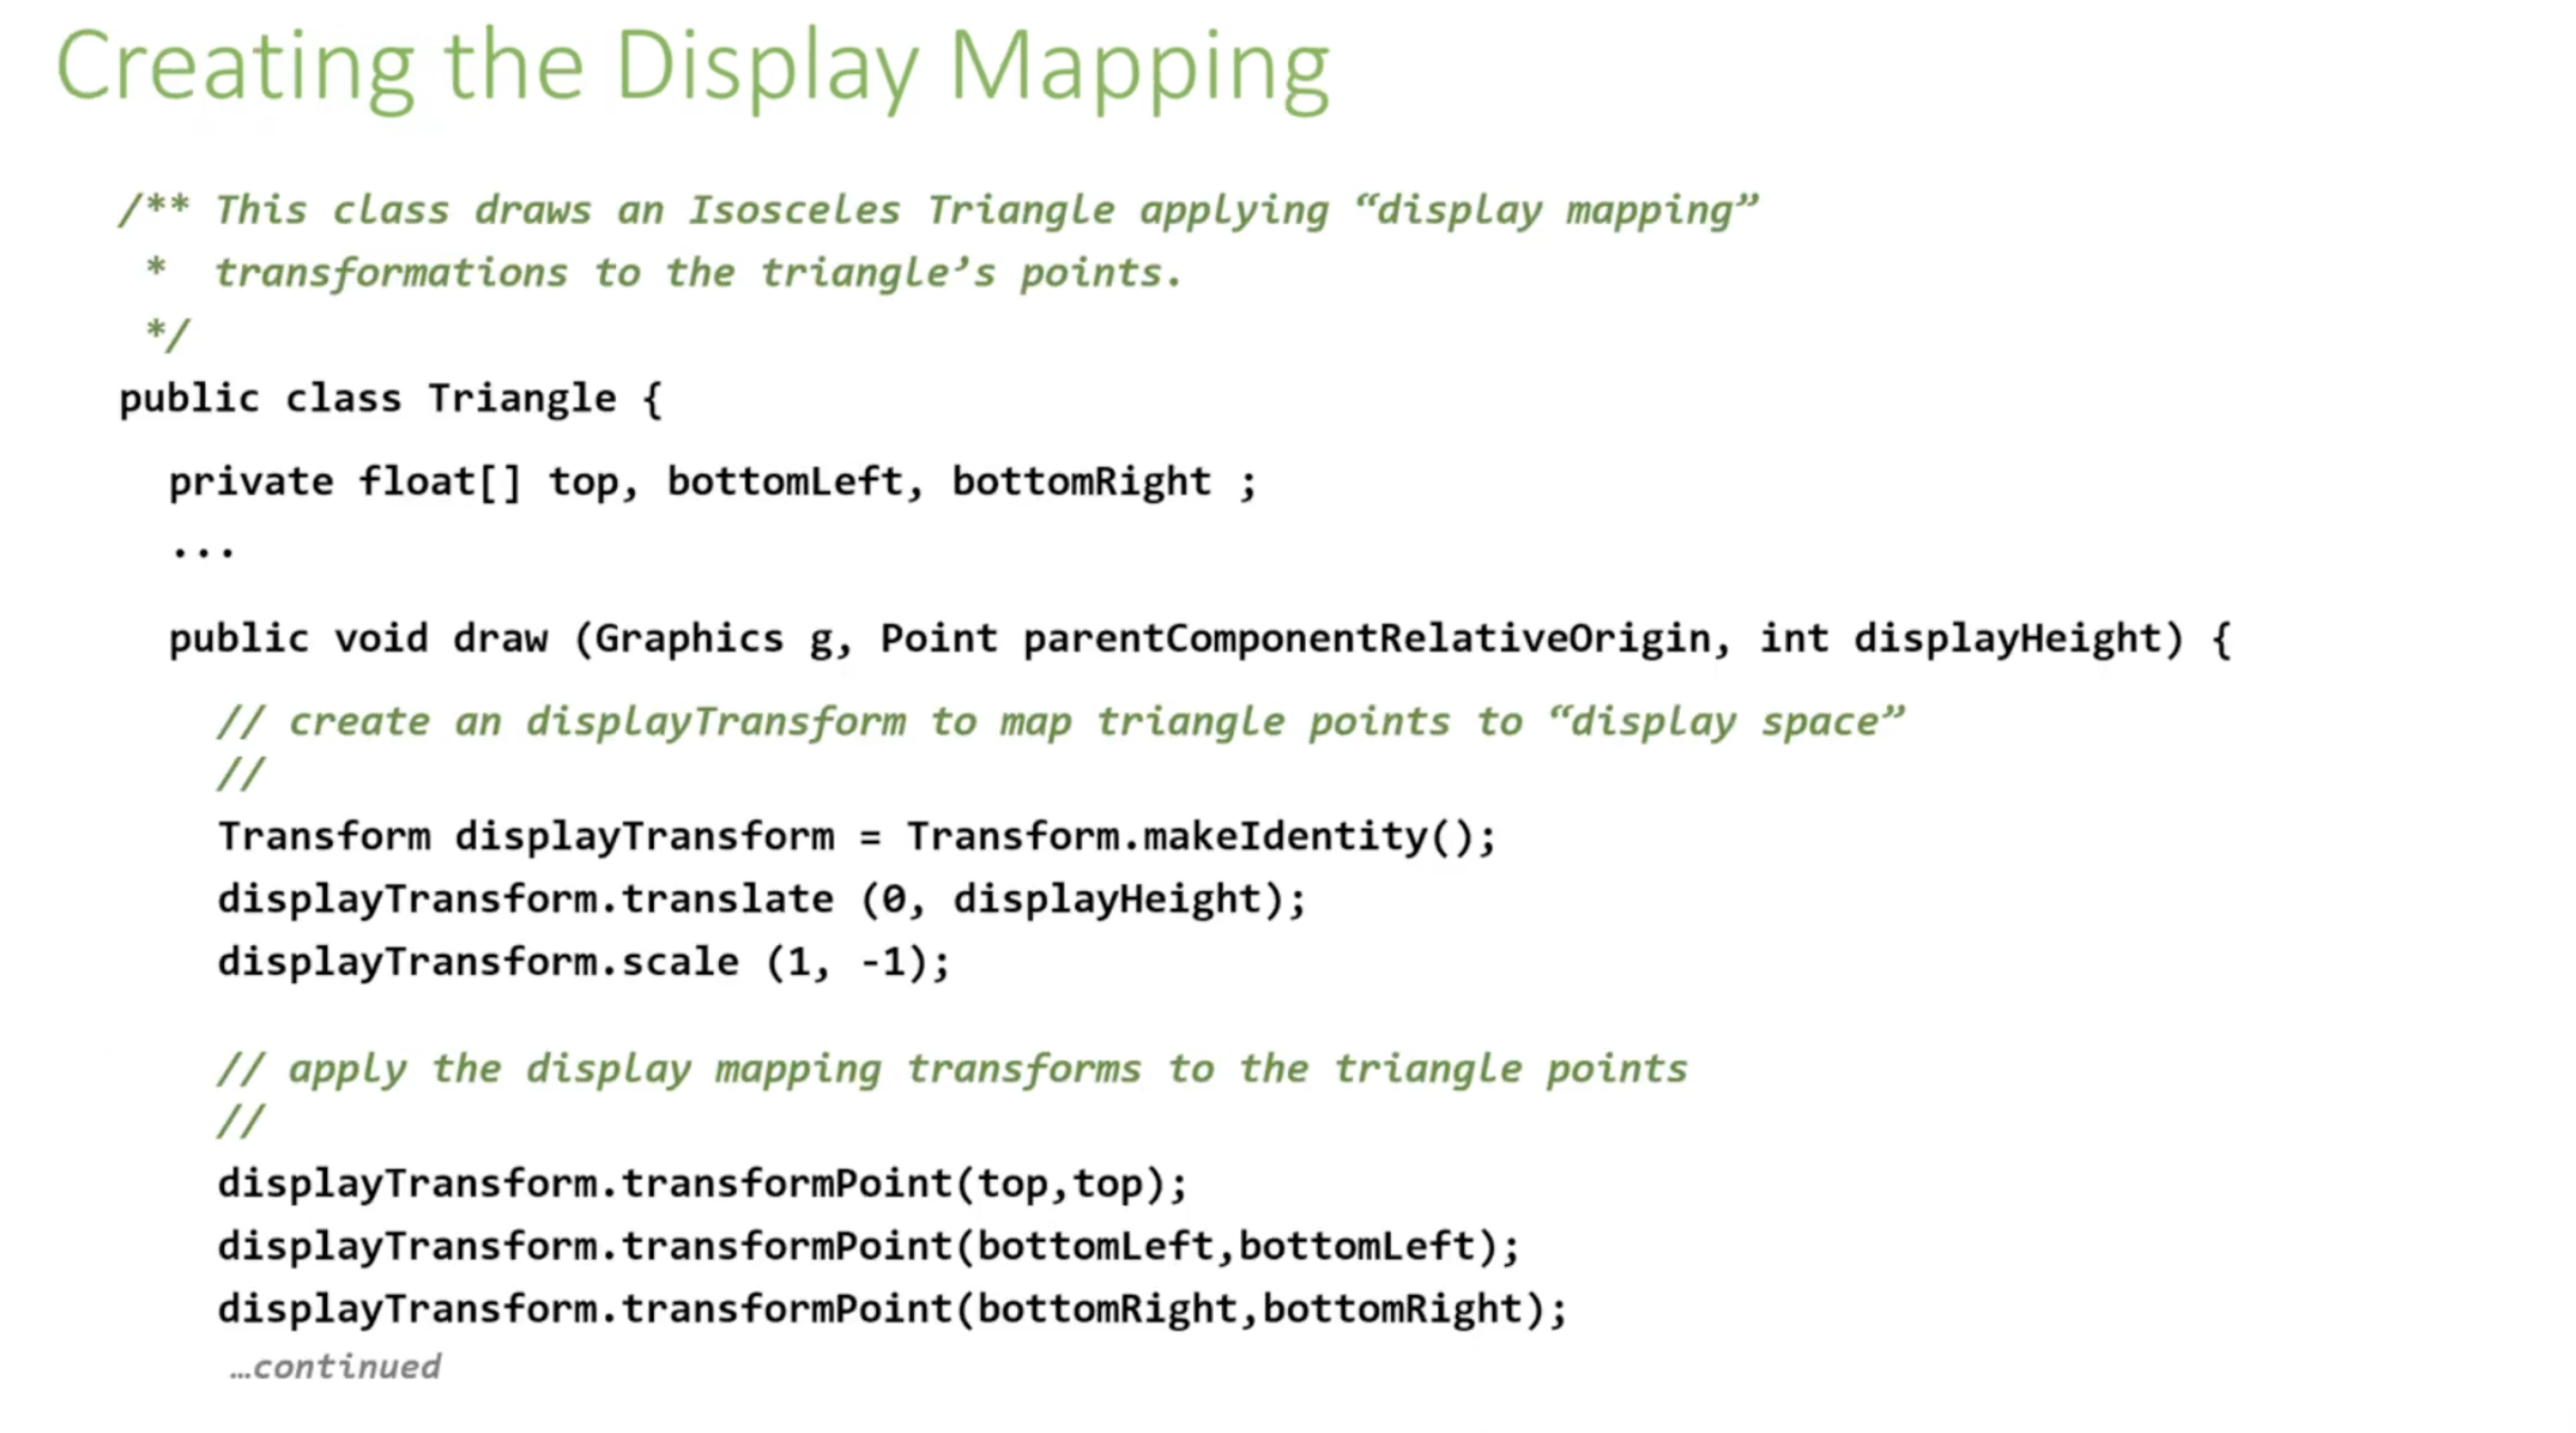 Creating the Display Mapping
/** This class draws an Isosceles Triangle applying “display mapping”
 *  transformations to the triangle’s points.
 */
public class Triangle {
private float[] top, bottomLeft, bottomRight ;
...
public void draw (Graphics g, Point parentComponentRelativeOrigin, int displayHeight) {
// create an displayTransform to map triangle points to “display space”
//
Transform displayTransform = Transform.makeIdentity();
displayTransform.translate (0, displayHeight);
displayTransform.scale (1, -1);
// apply the display mapping transforms to the triangle points
//
displayTransform.transformPoint(top,top);
displayTransform.transformPoint(bottomLeft,bottomLeft);
displayTransform.transformPoint(bottomRight,bottomRight);
…continued